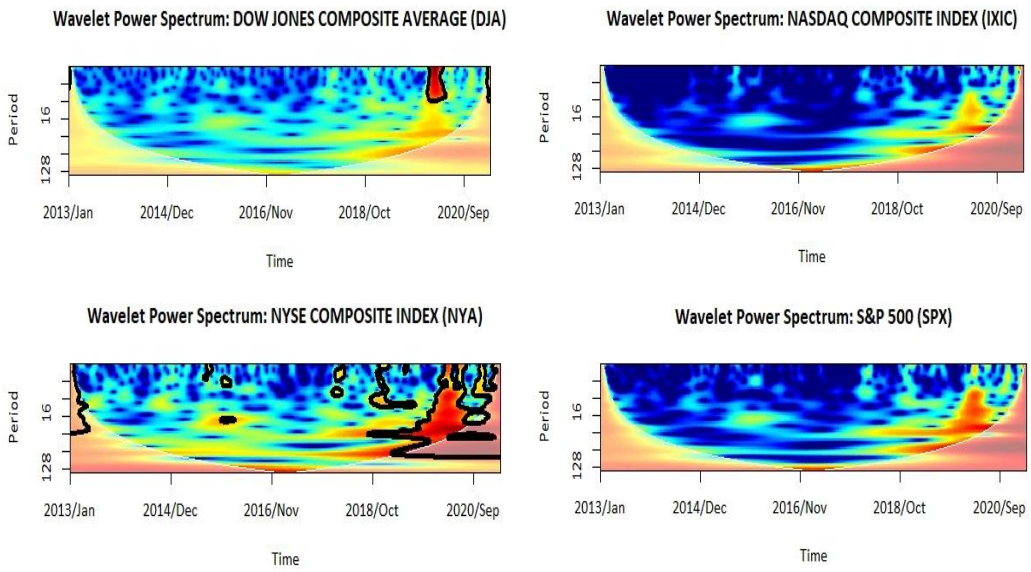 Wavelet Power Spectrum: DOW JONES COMPOSITE AVERAGE (DJA)
Period
16
128
2013/Jan 2014/Dec 2016/Nov 2018/Oct 2020/Sep
Time
Wavelet Power Spectrum: NASDAQ COMPOSITE INDEX (IXIC)
Period
16
128
2013/Jan 2014/Dec 2016/Nov 2018/Oct 2020/Sep
Time
Wavelet Power Spectrum: NYSE COMPOSITE INDEX (NYA)
Period
16
128
2013/Jan 2014/Dec 2016/Nov 2018/Oct 2020/Sep
Time
Wavelet Power Spectrum: S&P 500 (SPX)
Period
16
128
2013/Jan 2014/Dec 2016/Nov 2018/Oct 2020/Sep
Time